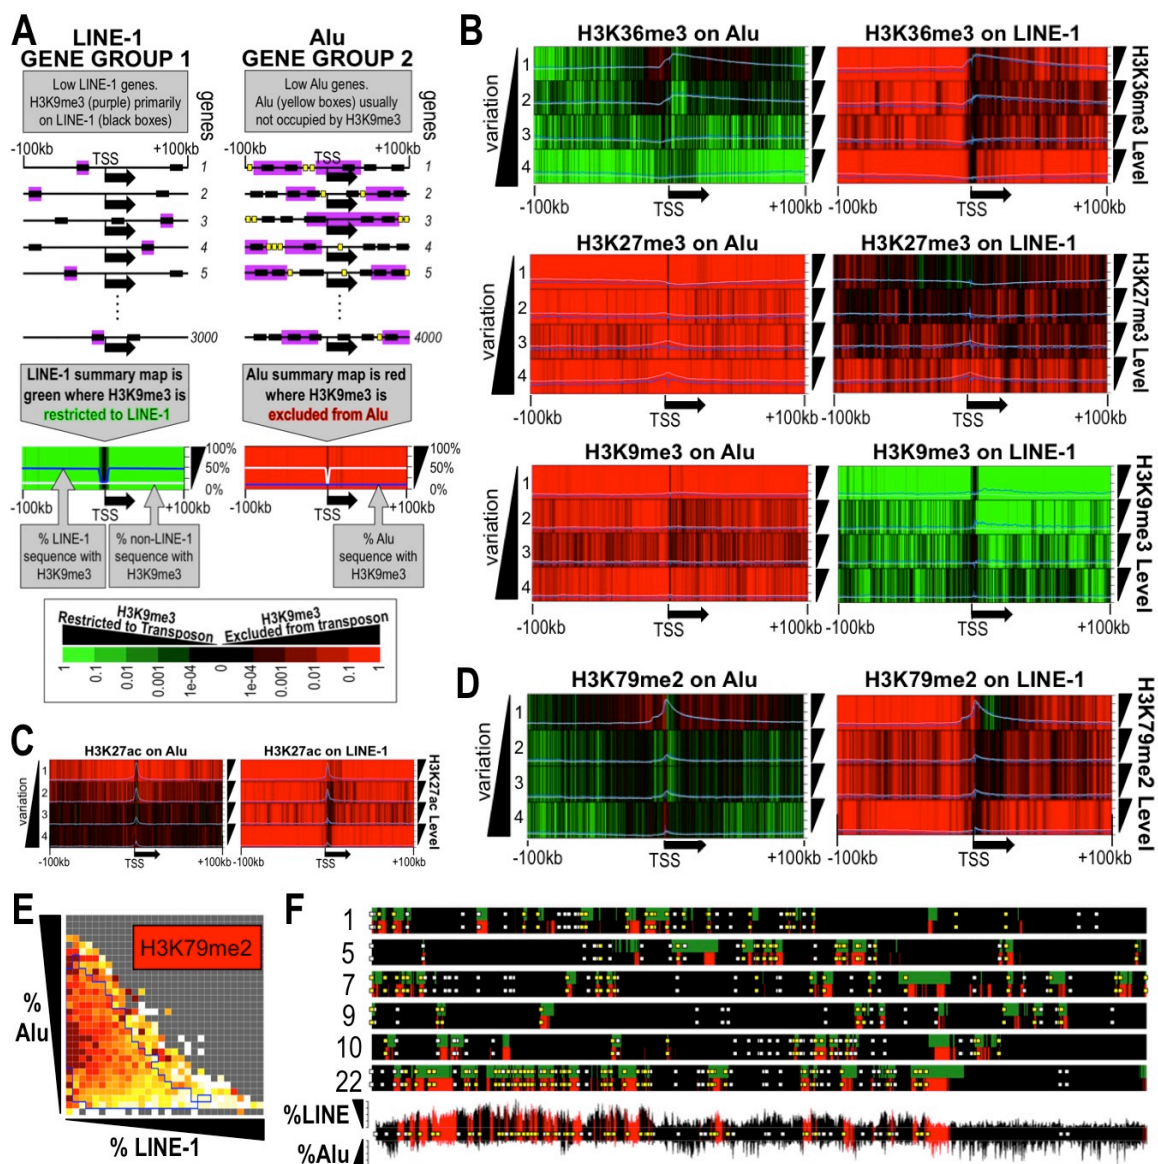 A
LINE-1
GENE GROUP 1
Low LINE-1 genes.
H3K9me3 (purple) primarily
on LINE-1 (black boxes)
genes
-100kb
TSS
+100kb
1
2
3
4
5
3000
LINE-1 summary map is
green where H3K9me3 is
restricted to LINE-1
100%
50%
0%
-100kb
TSS
+100kb
% LINE-1
sequence with
H3K9me3
% non-LINE-1
sequence with
H3K9me3
Alu
GENE GROUP 2
Low Alu genes.
Alu (yellow boxes) usually
not occupied by H3K9me3
genes
-100kb
TSS
+100kb
1
2
3
4
5
4000
Alu summary map is red
where H3K9me3 is
excluded from Alu
100%
50%
0%
-100kb
TSS
+100kb
% Alu
sequence with
H3K9me3
H3K9me3
Restricted to Transposon
H3K9me3
Excluded from transposon
1
0.1
0.01
0.001
1e-04
0
1e-04
0.001
0.01
0.1
1
B
H3K36me3 on Alu
H3K36me3 on LINE-1
variation
1
2
3
4
H3K36me3 Level
-100kb
TSS
+100kb
-100kb
TSS
+100kb
H3K27me3 on Alu
H3K27me3 on LINE-1
variation
1
2
3
4
H3K27me3 Level
-100kb
TSS
+100kb
-100kb
TSS
+100kb
H3K9me3 on Alu
H3K9me3 on LINE-1
variation
1
2
3
4
H3K9me3 Level
-100kb
TSS
+100kb
-100kb
TSS
+100kb
C
H3K27ac on Alu
H3K27ac on LINE-1
variation
1
2
3
4
H3K27ac Level
-100kb
TSS
+100kb
-100kb
TSS
+100kb
D
H3K79me2 on Alu
H3K79me2 on LINE-1
variation
1
2
3
4
H3K79me2 Level
-100kb
TSS
+100kb
-100kb
TSS
+100kb
E
H3K79me2
%
Alu
% LINE-1
F
1
5
7
9
10
22
%LINE
%Alu